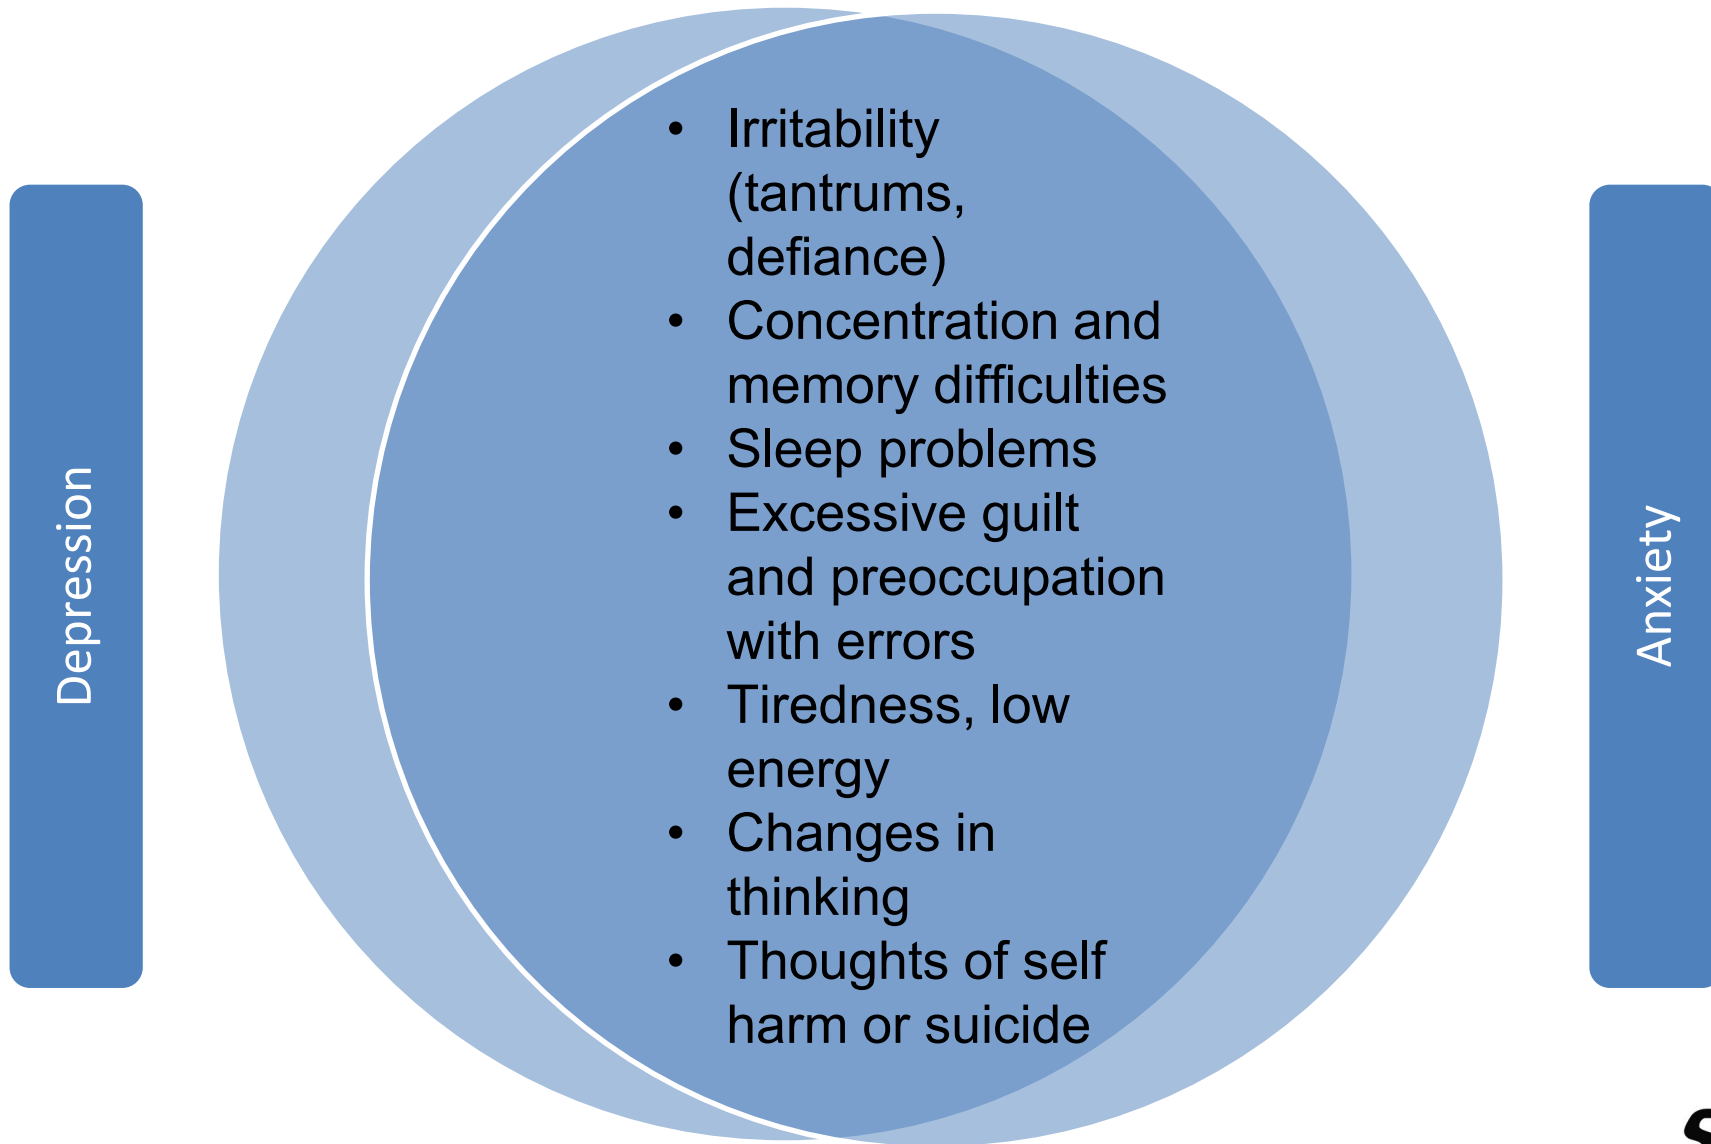 Depression
• Irritability
(tantrums,
defiance)
• Concentration and
memory difficulties
• Sleep problems
• Excessive guilt
and preoccupation
with errors
• Tiredness, low
energy
• Changes in
thinking
• Thoughts of self
harm or suicide
Anxiety